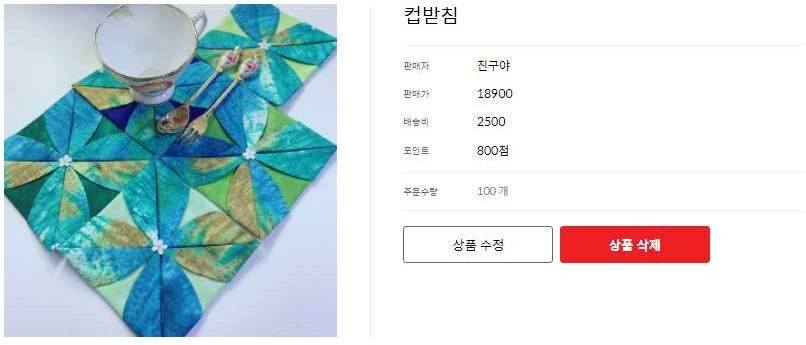 컵받침
판매자 친구야
판매가 18900
배송비 2500
포인트 800점
주문수량 100 개
상품 수정 상품 삭제